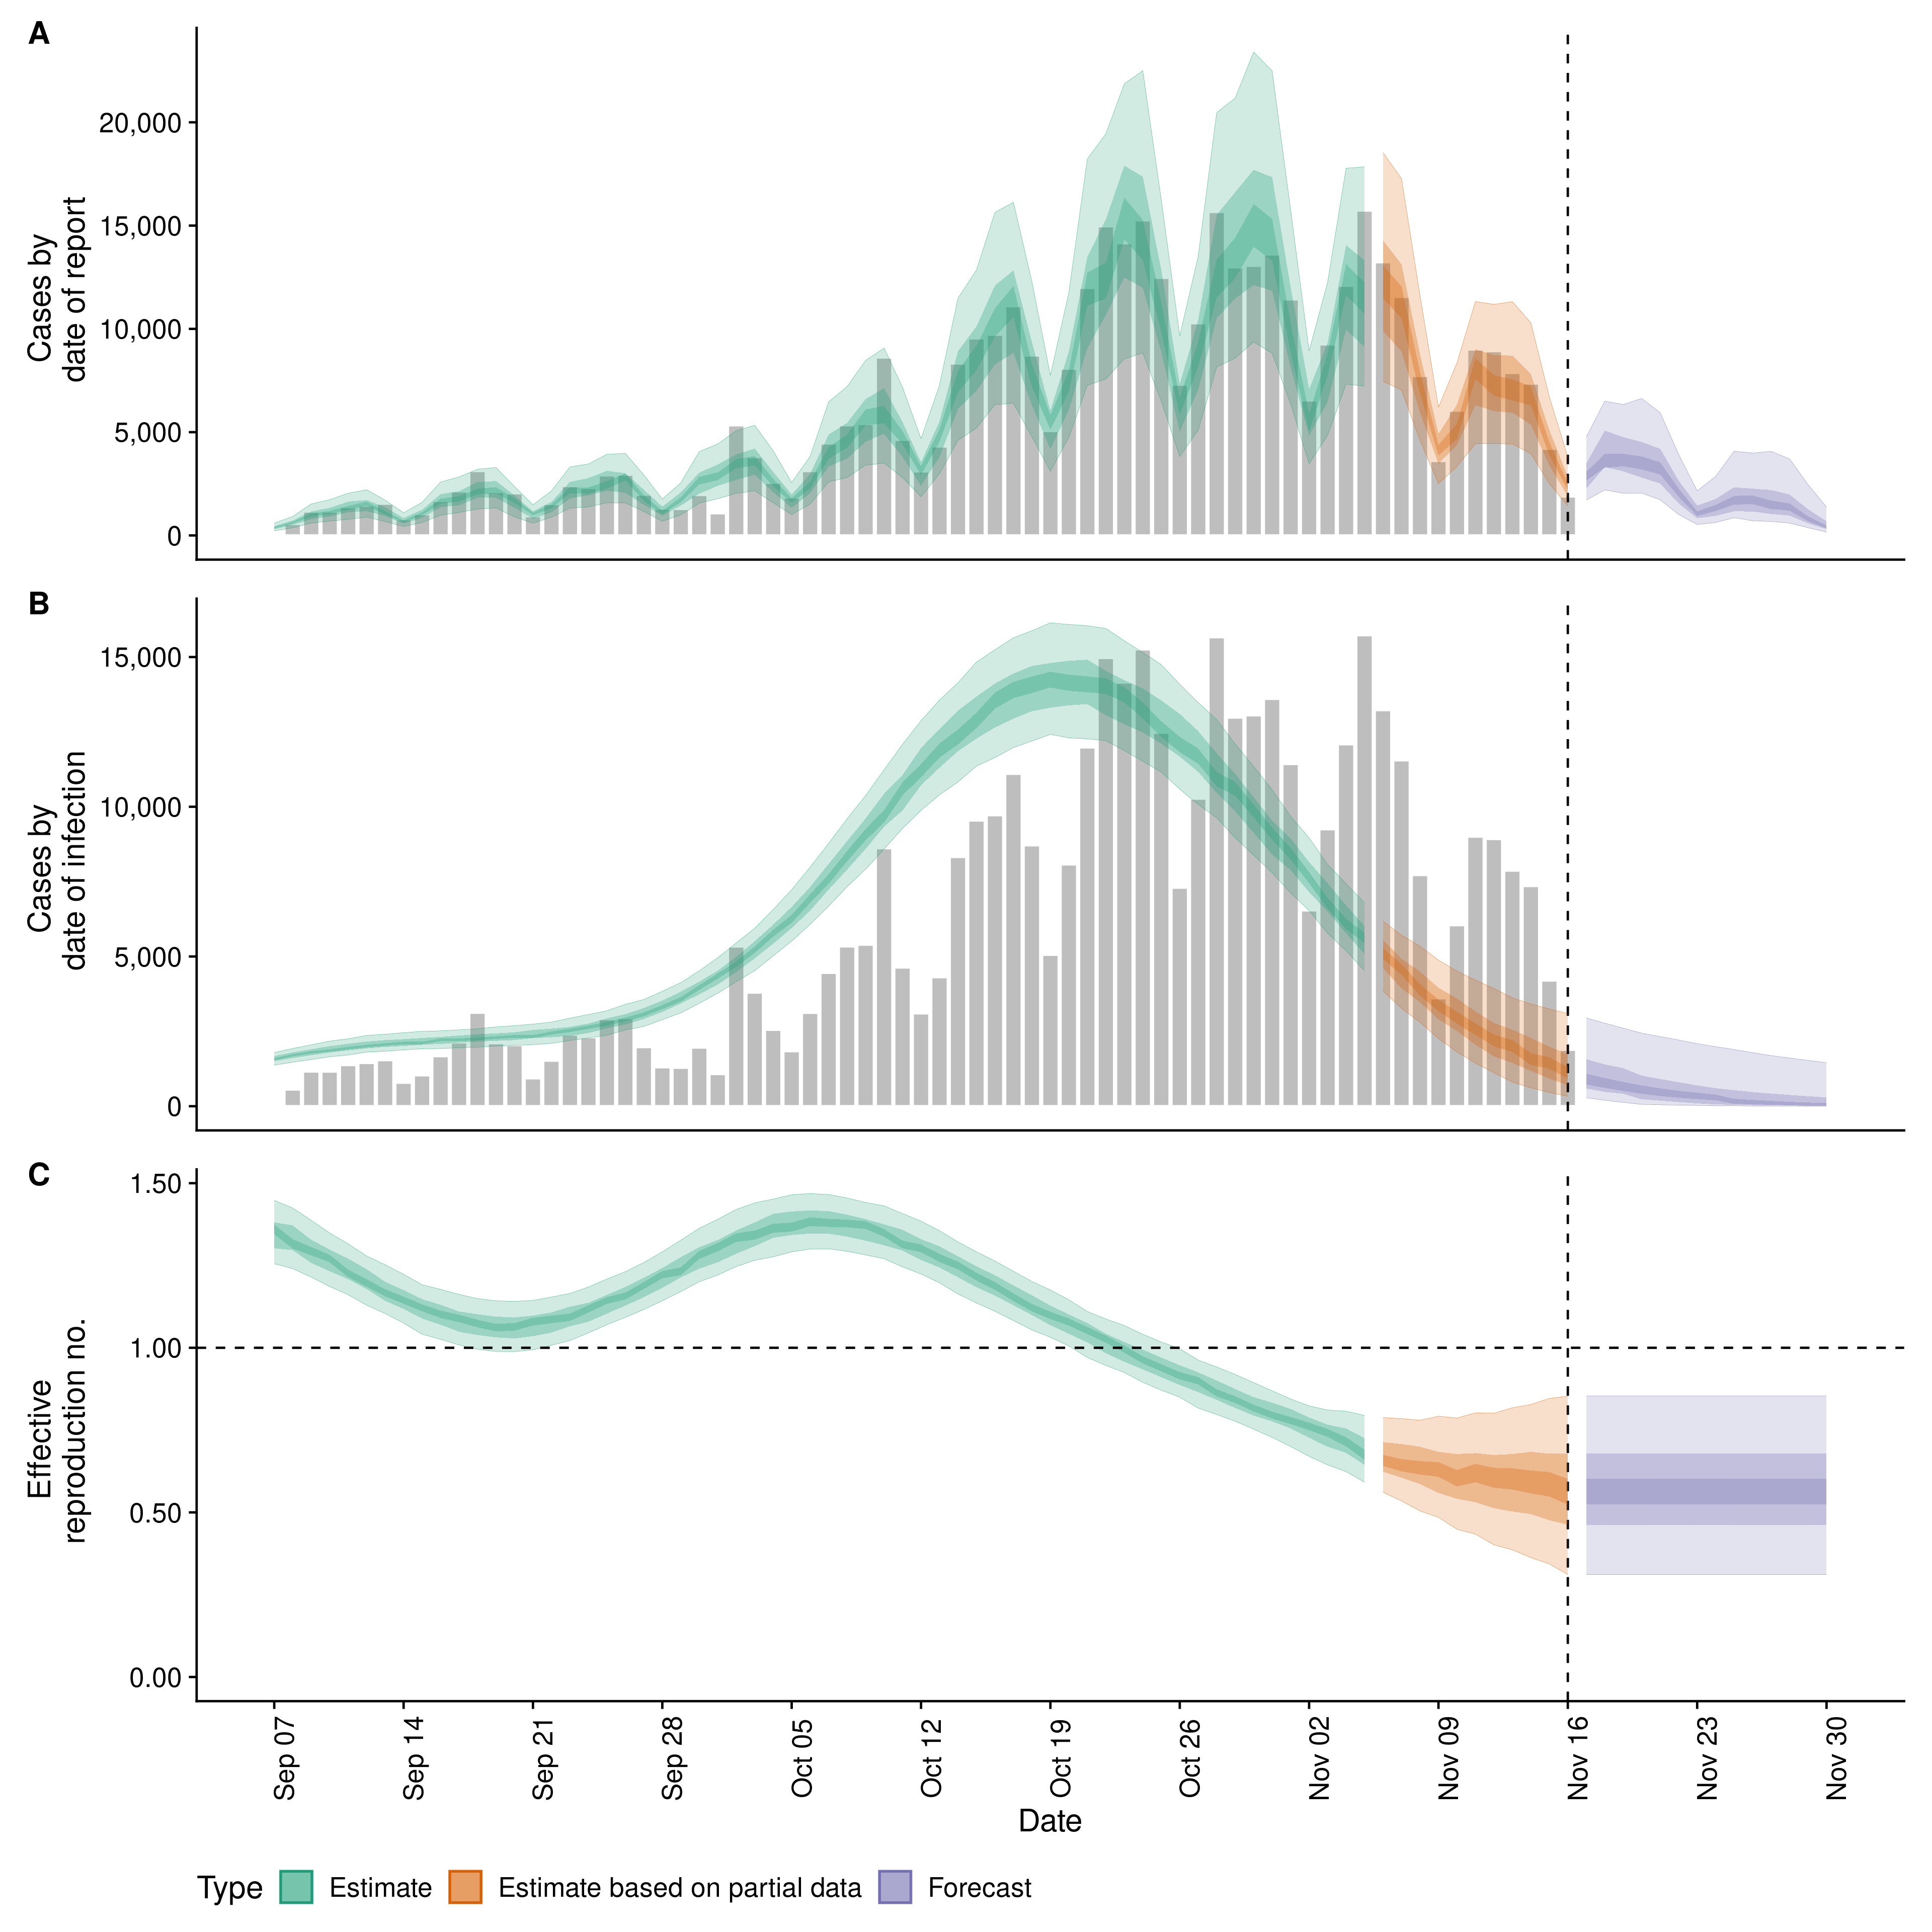 A
Cases by
date of report
20,000
15,000
10,000
5,000
0
B
Cases by
date of infection
15,000
10,000
5,000
0
C
Effective
reproduction no.
1.50
1.00
0.50
0.00
Sep 07
Sep 14
Sep 21
Sep 28
Oct 05
Oct 12
Oct 19
Oct 26
Nov 02
Nov 09
Nov 16
Nov 23
Nov 30
Date
Type Estimate Estimate based on partial data Forecast